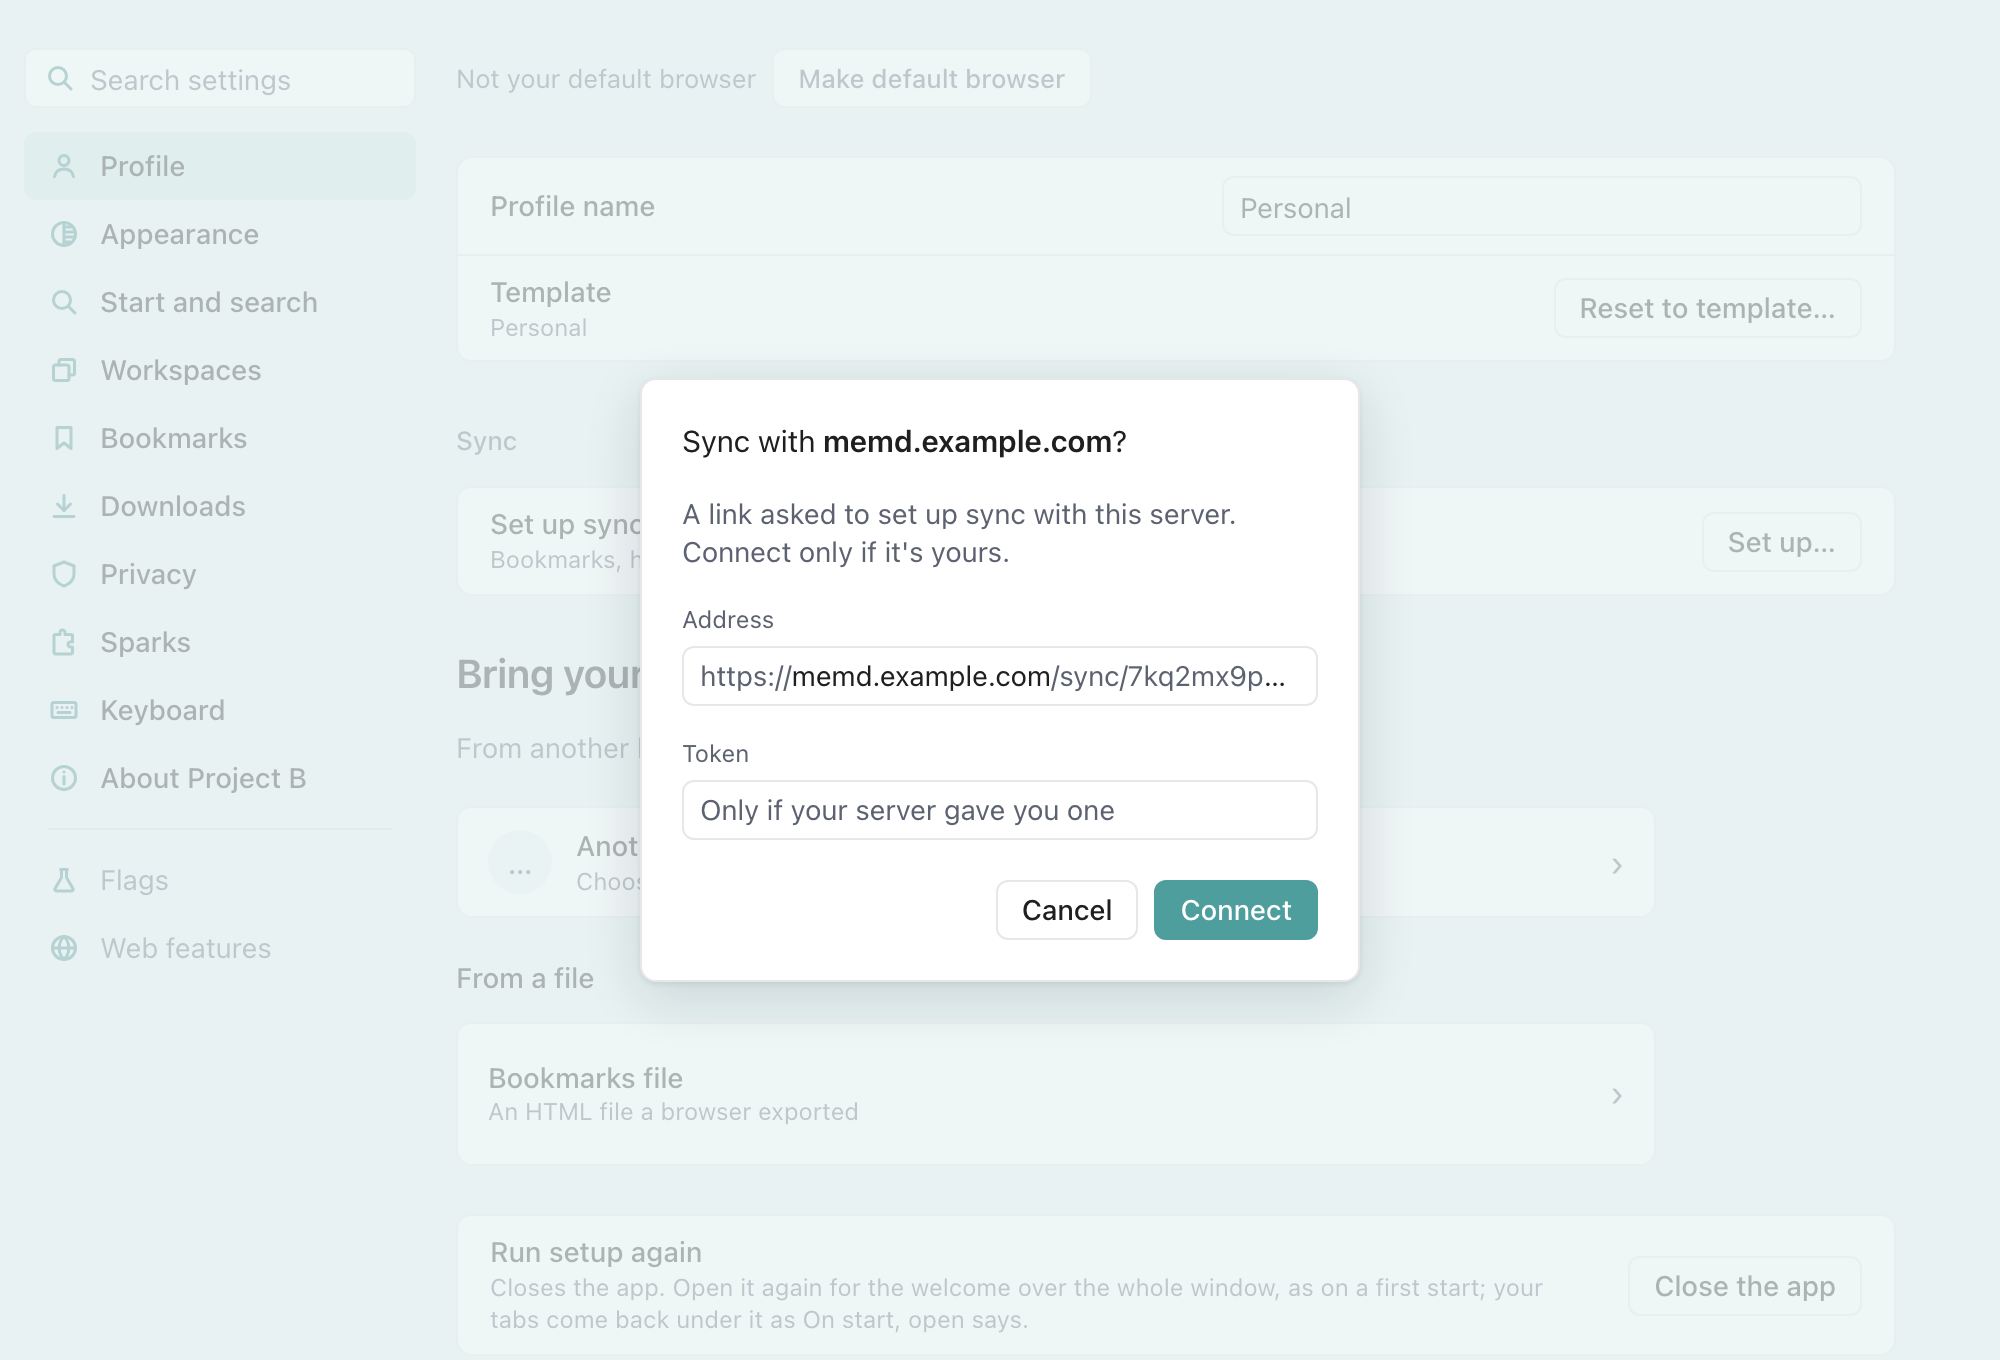 Search settings
Not your default browser
Make default browser
Profile
Appearance
Start and search
Workspaces
Bookmarks
Downloads
Privacy
Sparks
Keyboard
About Project B
Flags
Web features
Profile name
Personal
Template
Personal
Reset to template...
Sync
Set up sync
Bookmarks,
Set up...
Bring your
From another
...
From a file
Bookmarks file
An HTML file a browser exported
Run setup again
Closes the app. Open it again for the welcome over the whole window, as on a first start; your
tabs come back under it as On start, open says.
Close the app
Sync with memd.example.com?
A link asked to set up sync with this server.
Connect only if it's yours.
Address
https://memd.example.com/sync/7kq2mx9p...
Token
Only if your server gave you one
Cancel
Connect